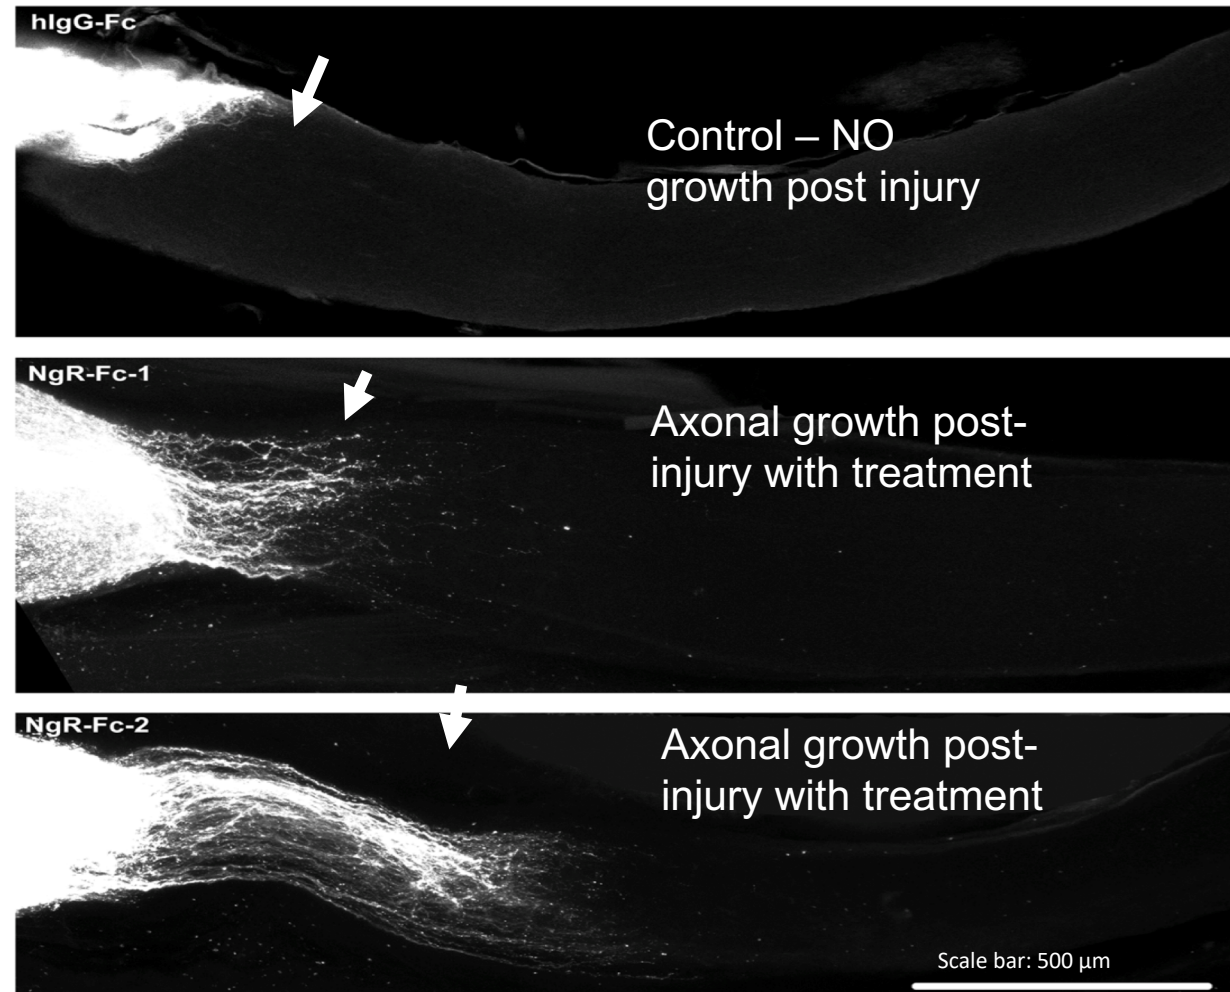 hIgG-Fc
Control – NO
growth post injury
NgR-Fc-1
Axonal growth post-
injury with treatment
NgR-Fc-2
Axonal growth post-
injury with treatment
Scale bar: 500 µm